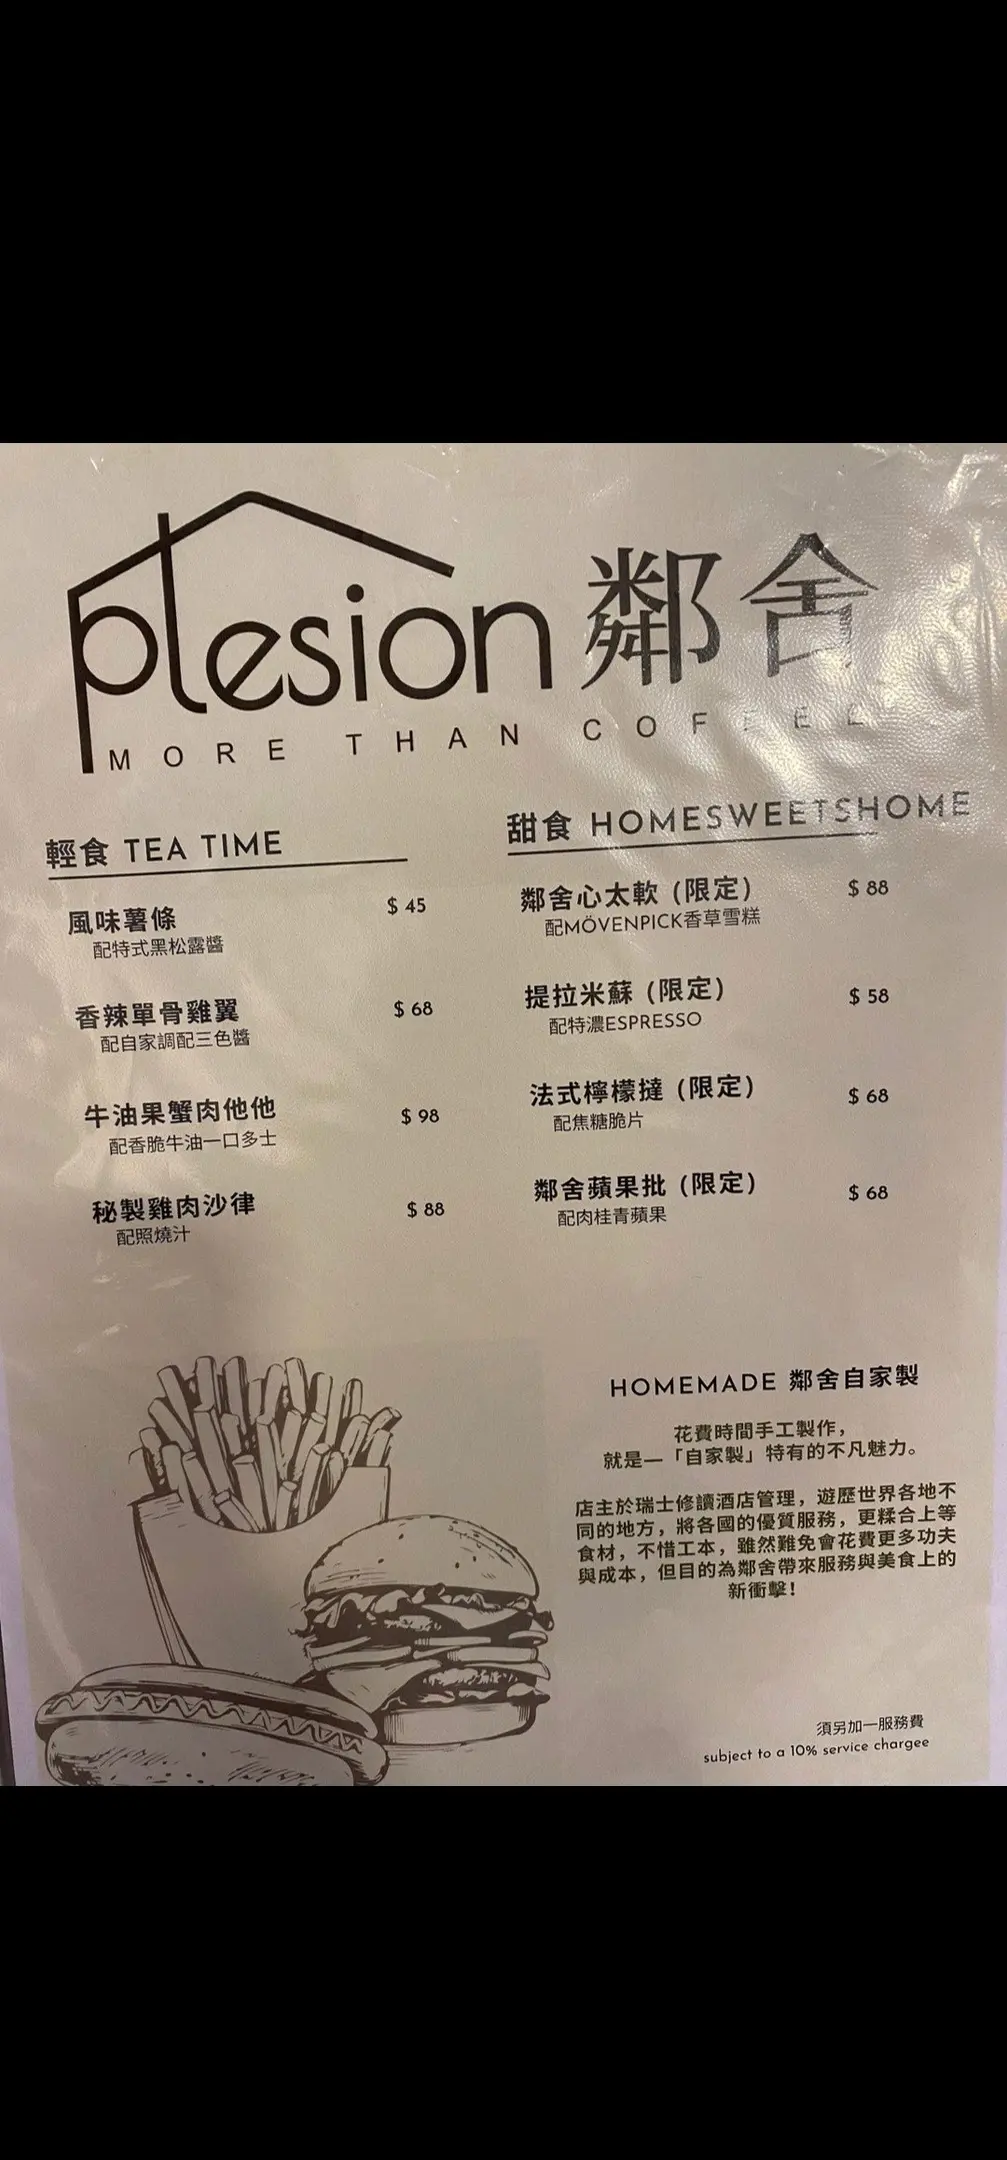 plesion 鄰舍
MORE THAN COFFEE
輕食 TEA TIME
風味薯條 $ 45
配特式黑松露醬
香辣單骨雞翼 $ 68
配自家調配三色醬
牛油果蟹肉他他 $ 98
配香脆牛油一口多士
秘製雞肉沙律 $ 88
配照燒汁
甜食 HOMESWEETSHOME
鄰舍心太軟 (限定) $ 88
配MÖVENPICK香草雪糕
提拉米蘇 (限定) $ 58
配特濃ESPRESSO
法式檸檬撻 (限定) $ 68
配焦糖脆片
鄰舍蘋果批 (限定) $ 68
配肉桂青蘋果
HOMEMADE 鄰舍自家製
花費時間手工製作，
就是—「自家製」特有的不凡魅力。
店主於瑞士修讀酒店管理，遊歷世界各地不
同的地方，將各國的優質服務，更糅合上等
食材，不惜工本，雖然難免會花費更多功夫
與成本，但目的為鄰舍帶來服務與美食上的
新衝擊！
須另加一服務費
subject to a 10% service chargee